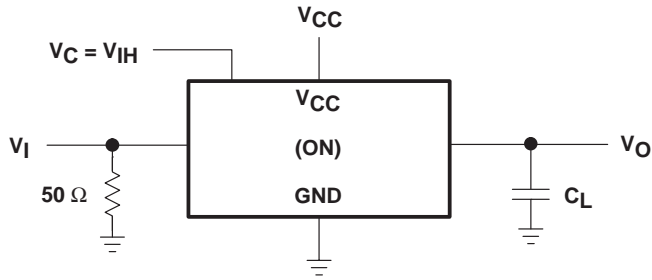 VCC
VC = VIH
VCC
VI
(ON)
VO
50 Ω
GND
CL